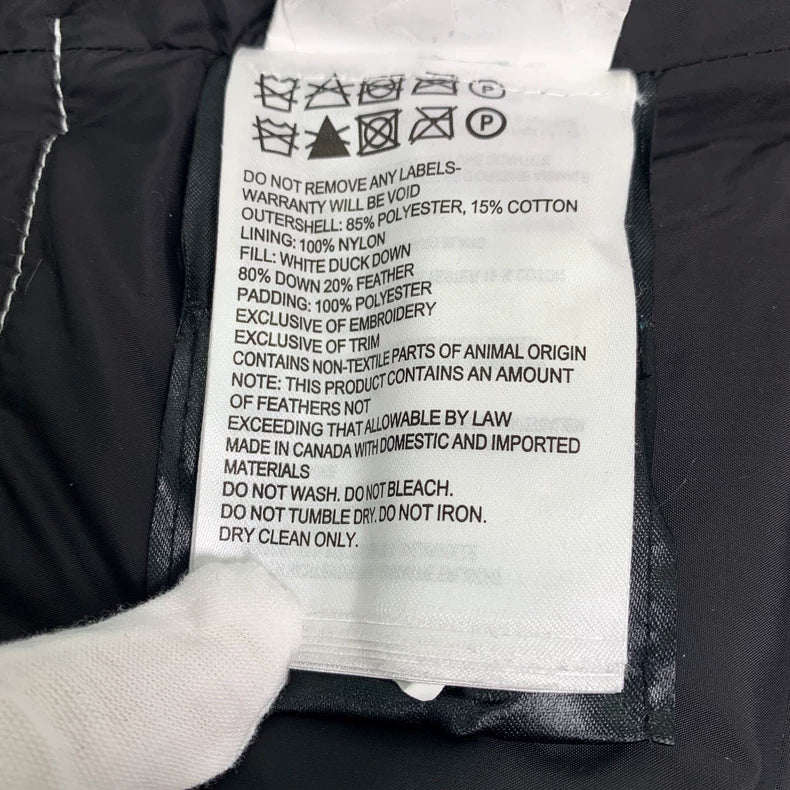 P
P
DO NOT REMOVE ANY LABELS-
WARRANTY WILL BE VOID
OUTERSHELL: 85% POLYESTER, 15% COTTON
LINING: 100% NYLON
FILL: WHITE DUCK DOWN
80% DOWN 20% FEATHER
PADDING: 100% POLYESTER
EXCLUSIVE OF EMBROIDERY
EXCLUSIVE OF TRIM
CONTAINS NON-TEXTILE PARTS OF ANIMAL ORIGIN
NOTE: THIS PRODUCT CONTAINS AN AMOUNT
OF FEATHERS NOT
EXCEEDING THAT ALLOWABLE BY LAW
MADE IN CANADA WITH DOMESTIC AND IMPORTED
MATERIALS
DO NOT WASH. DO NOT BLEACH.
DO NOT TUMBLE DRY. DO NOT IRON.
DRY CLEAN ONLY.